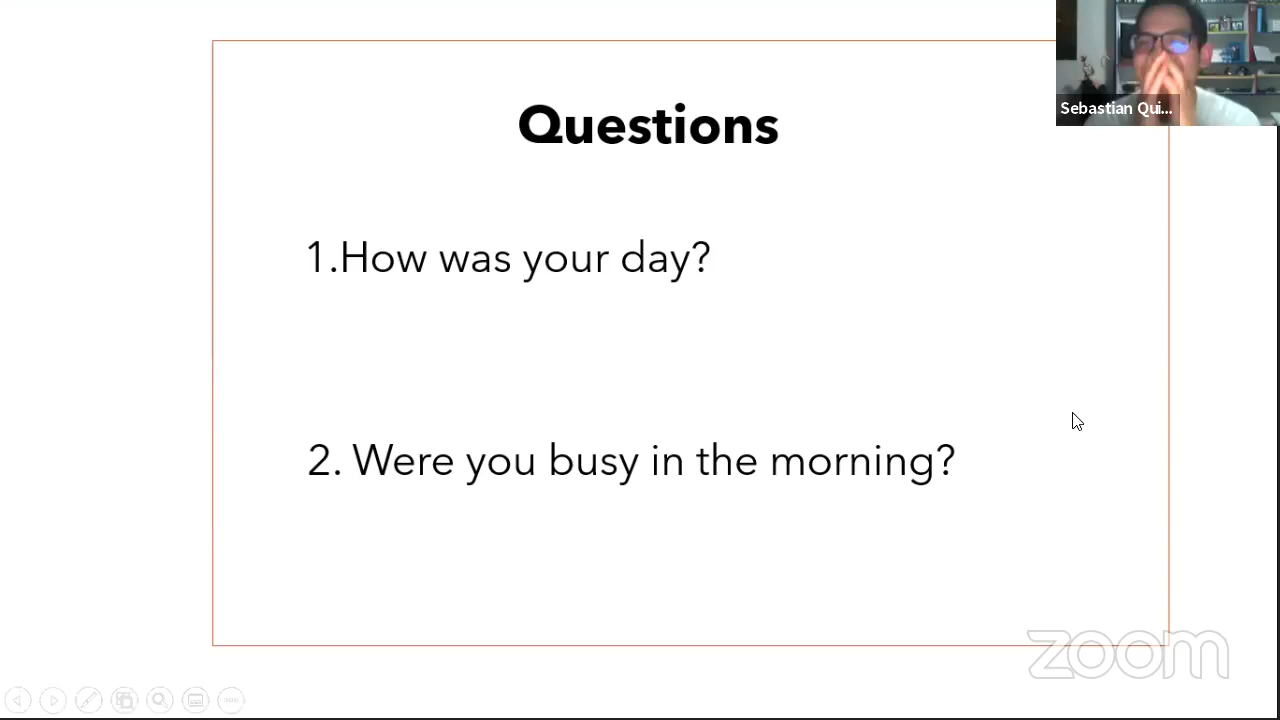 Questions
1.How was your day?
2. Were you busy in the morning?
Sebastian Qui...
zoom